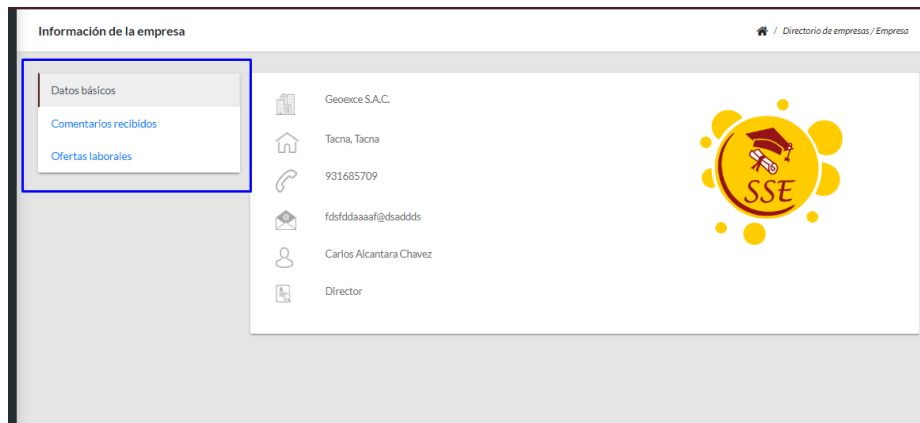 Información de la empresa
/ Directorio de empresas / Empresa
Datos básicos
Comentarios recibidos
Ofertas laborales
Geoexce S.A.C.
Tacna, Tacna
931685709
fdsfddaaaaf@dsaddds
Carlos Alcantara Chavez
Director
SSE